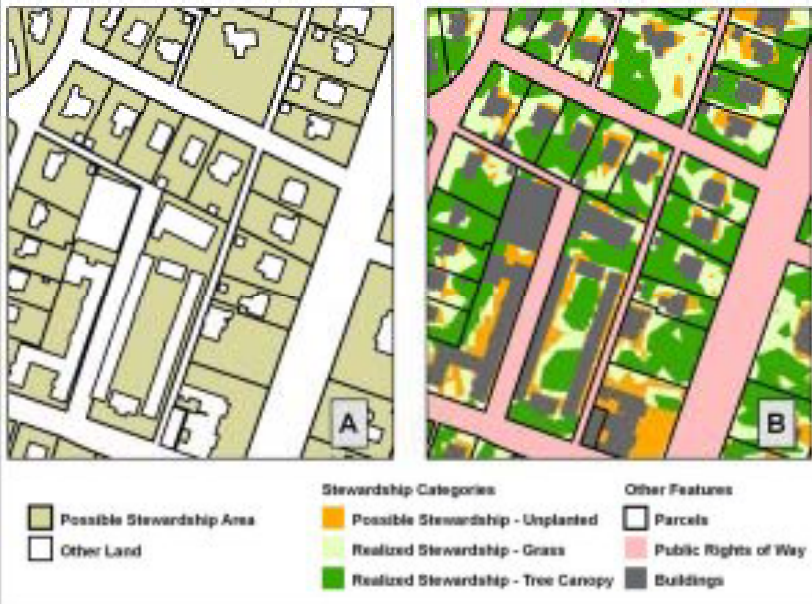 A
B
Possible Stewardship Area
Other Land
Stewardship Categories
Possible Stewardship - Unplanted
Realized Stewardship - Grass
Realized Stewardship - Tree Canopy
Other Features
Parcels
Public Rights of Way
Buildings